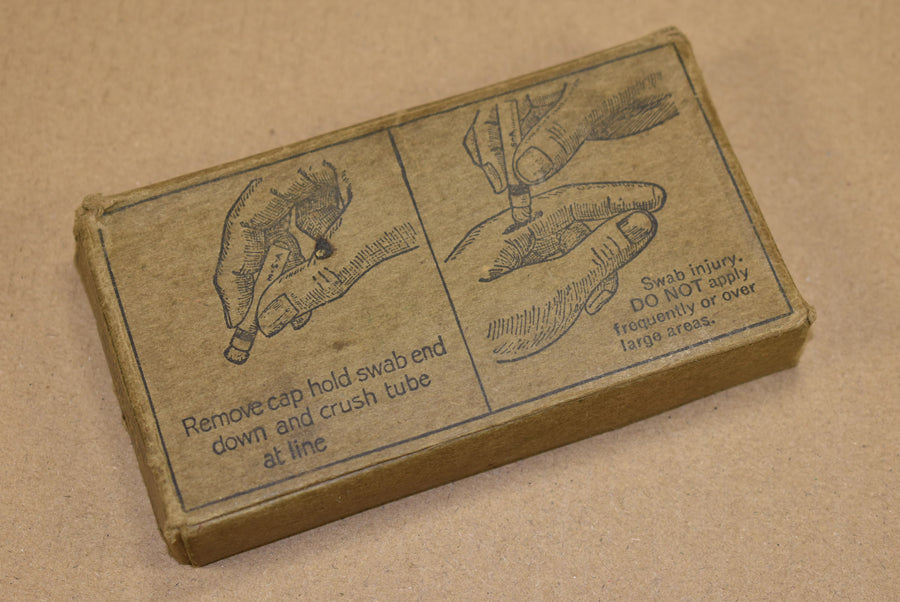 Remove cap hold swab end
down and crush tube
at line
Swab injury.
DO NOT apply
frequently or over
large areas.